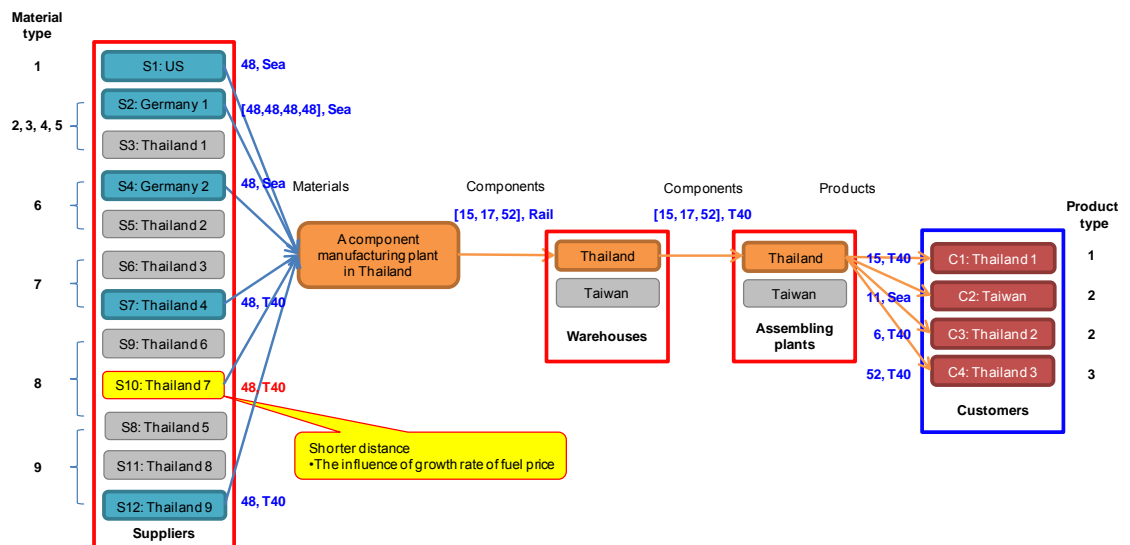 Material
type
1
2, 3, 4, 5
6
7
8
9
S1: US
S2: Germany 1
S3: Thailand 1
S4: Germany 2
S5: Thailand 2
S6: Thailand 3
S7: Thailand 4
S9: Thailand 6
S10: Thailand 7
S8: Thailand 5
S11: Thailand 8
S12: Thailand 9
Suppliers
48, Sea
[48,48,48,48], Sea
48, Sea
48, T40
48, T40
48, T40
Shorter distance
•The influence of growth rate of fuel price
Materials
A component
manufacturing plant
in Thailand
Components
[15, 17, 52], Rail
Thailand
Taiwan
Warehouses
Components
[15, 17, 52], T40
Thailand
Taiwan
Assembling
plants
Products
15, T40
11, Sea
6, T40
52, T40
C1: Thailand 1
C2: Taiwan
C3: Thailand 2
C4: Thailand 3
Customers
Product
type
1
2
2
3